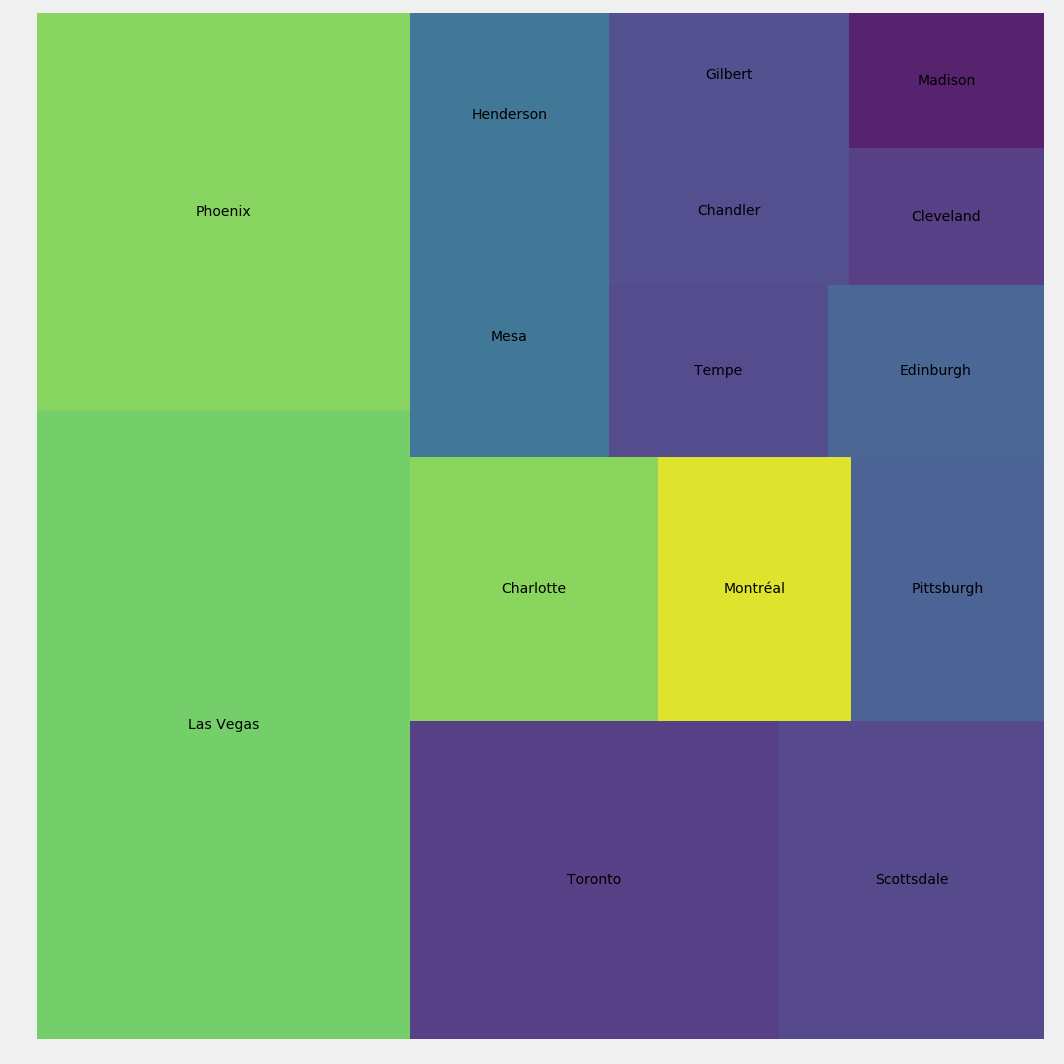 Gilbert
Madison
Henderson
Phoenix
Chandler
Cleveland
Mesa
Tempe
Edinburgh
Charlotte
Montréal
Pittsburgh
Las Vegas
Toronto
Scottsdale